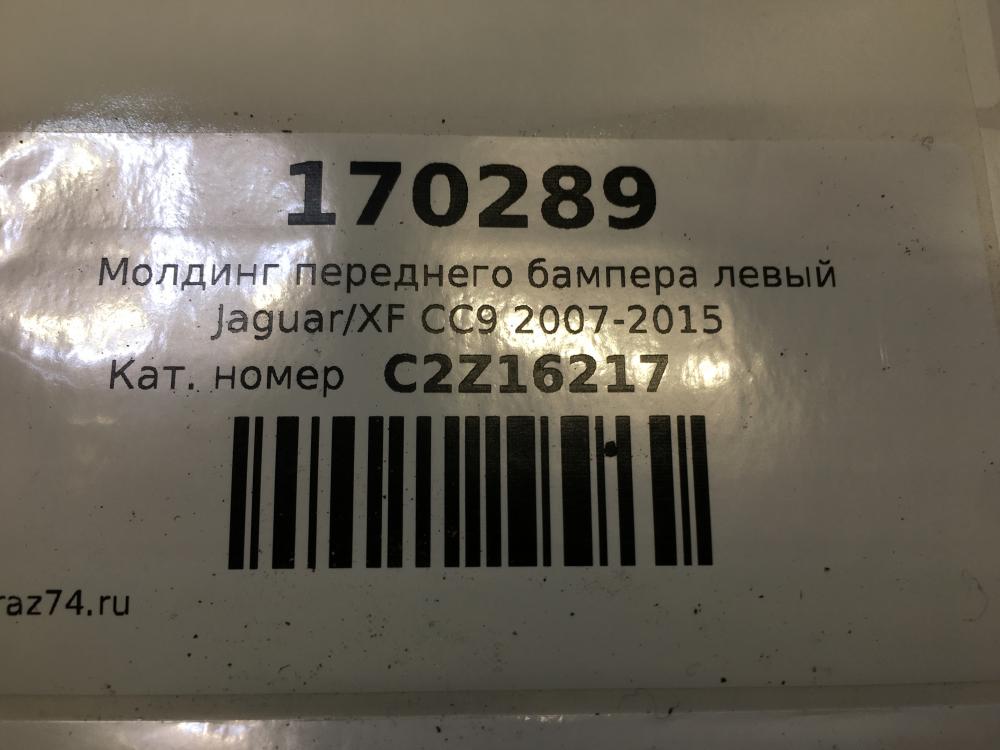 170289
Молдинг переднего бампера левый
Jaguar/XF CC9 2007-2015
Кат. номер C2Z16217
raz74.ru